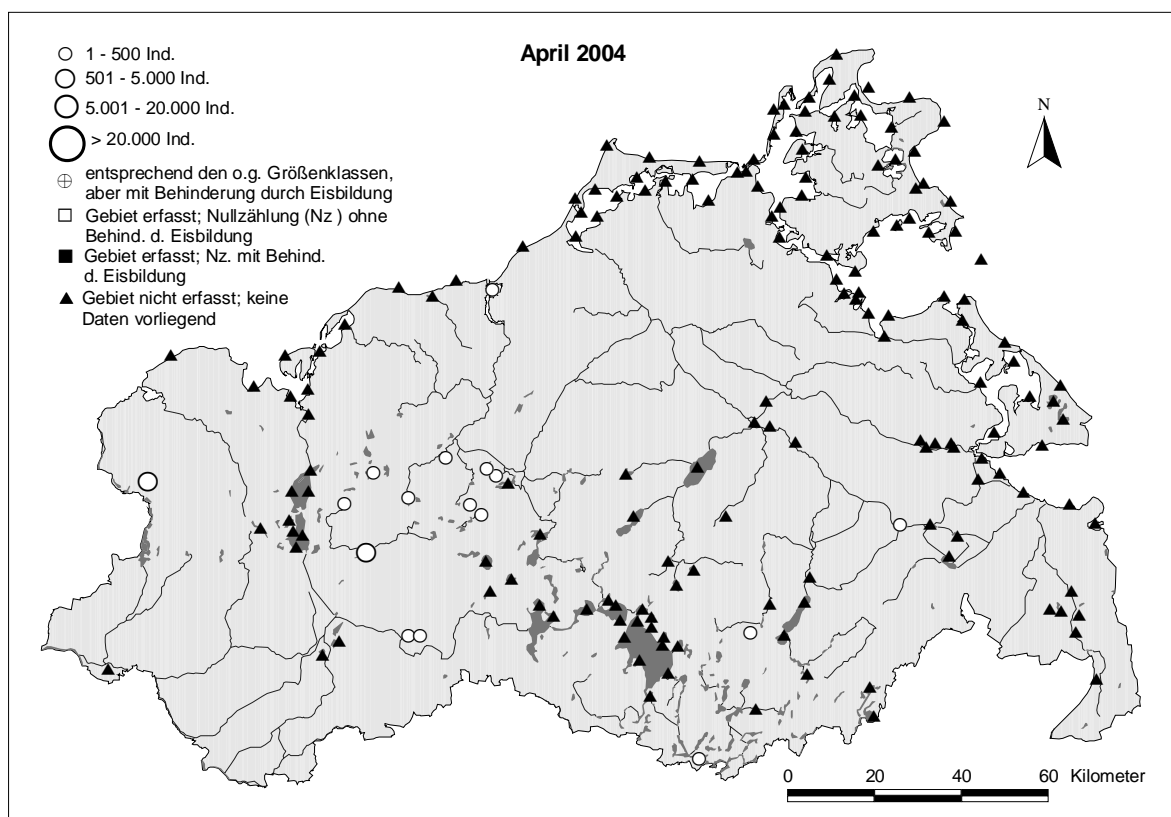 April 2004
1 - 500 Ind.
501 - 5.000 Ind.
5.001 - 20.000 Ind.
> 20.000 Ind.
entsprechend den o.g. Größenklassen,
aber mit Behinderung durch Eisbildung
Gebiet erfasst; Nullzählung (Nz ) ohne
Behind. d. Eisbildung
Gebiet erfasst; Nz. mit Behind.
d. Eisbildung
Gebiet nicht erfasst; keine
Daten vorliegend
N
0 20 40 60 Kilometer